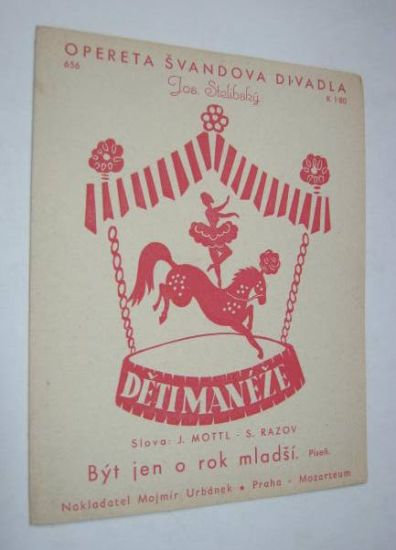 OPERETA ŠVANDOVA DIVADLA
656
Jos. Stelibský
K 1·80
DĚTI MANÉŽE
Slova: J. MOTTL - S. RAZOV
Být jen o rok mladší. Píseň.
Nakladatel Mojmír Urbánek ★ Praha - Mozarteum